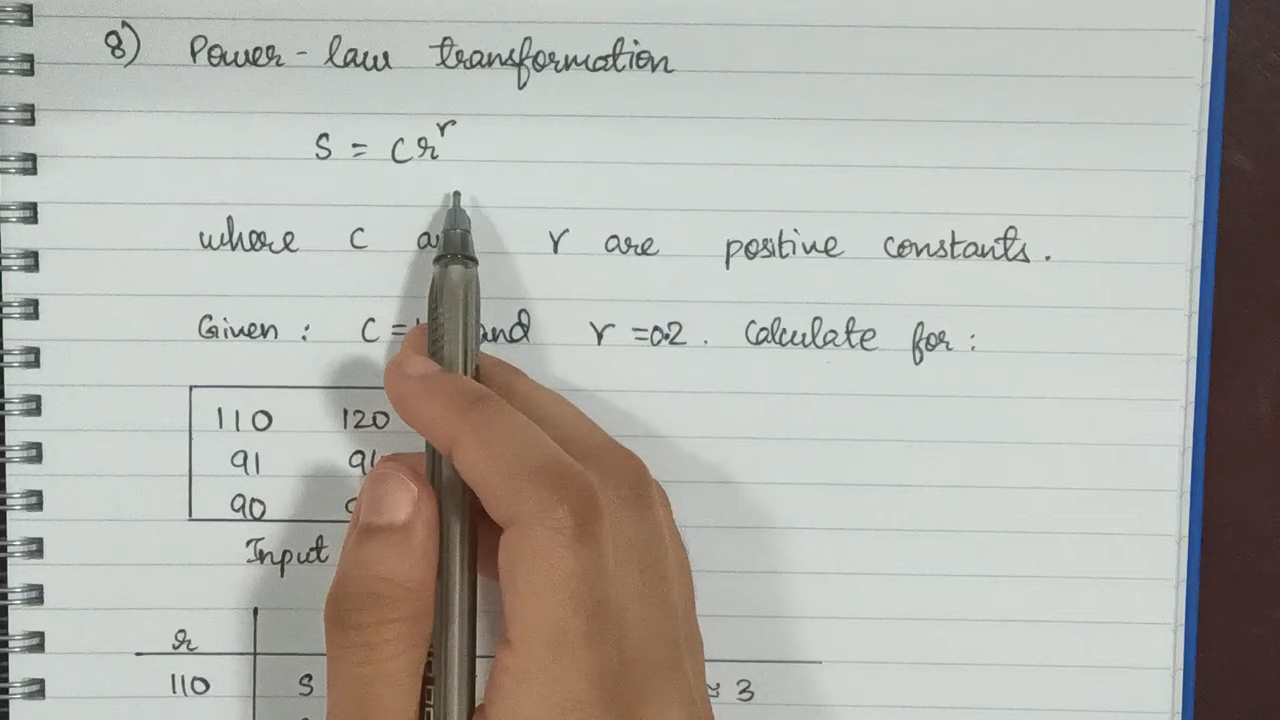 8) Power-law transformation
S = cr^γ
where c γ are positive constants.
Given: C = and γ = 0.2. Calculate for:
110 120
91
90
Input
r
110 S ≈ 3